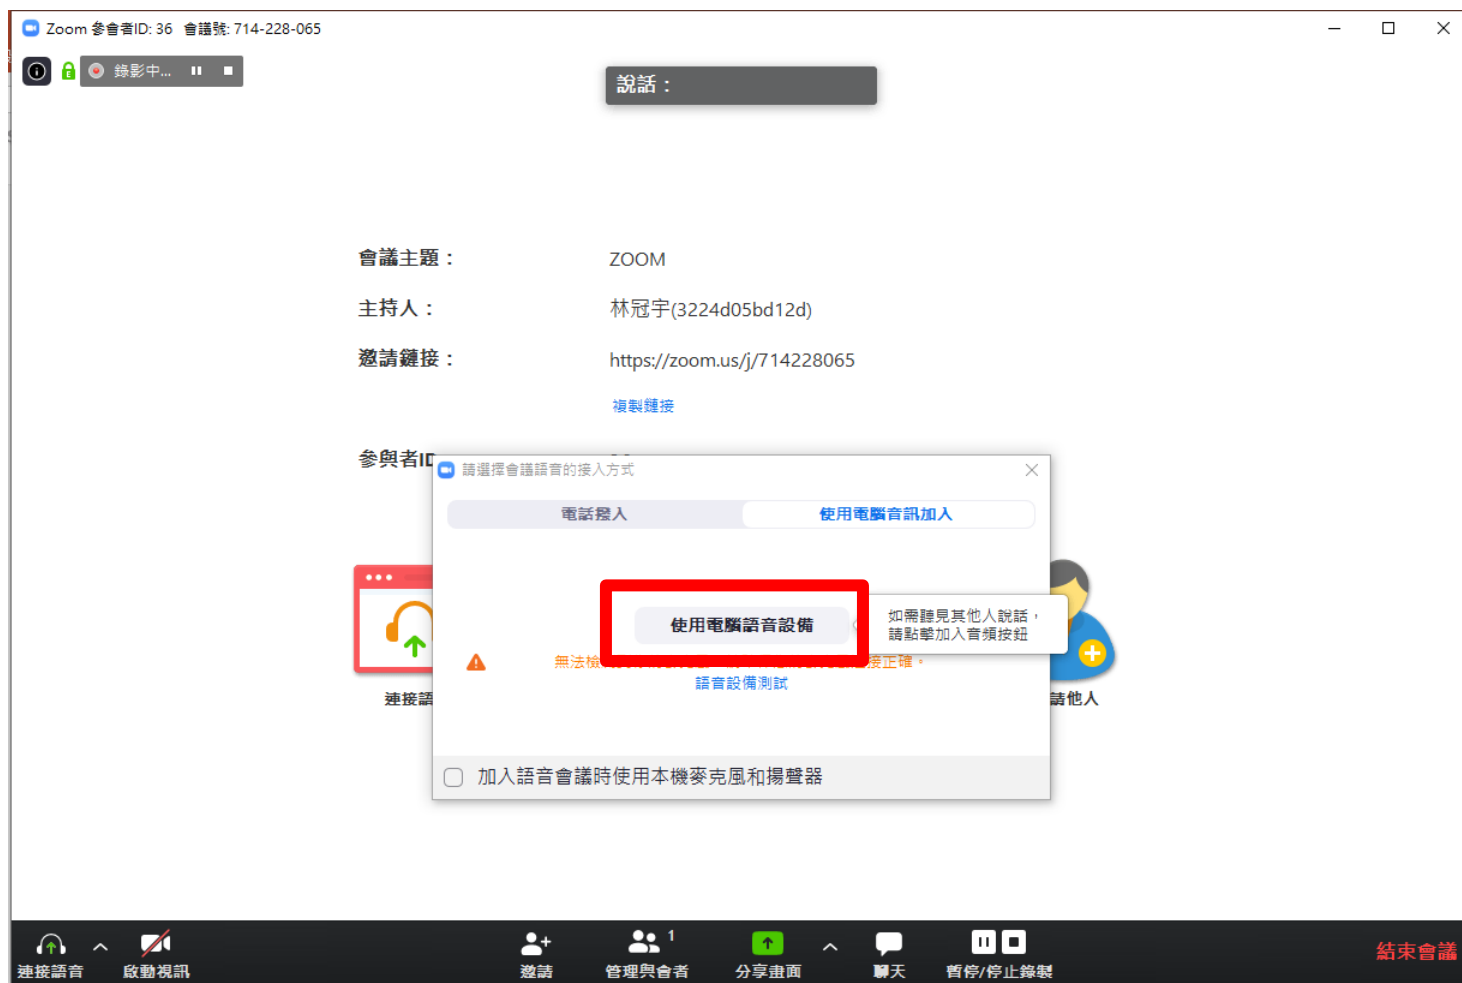 Zoom 參會者ID: 36 會議號: 714-228-065
錄影中...
說話：
會議主題： ZOOM
主持人： 林冠宇(3224d05bd12d)
邀請鏈接： https://zoom.us/j/714228065
複製鏈接
參與者ID
請選擇會議語音的接入方式
電話撥入 使用電腦音訊加入
使用電腦語音設備
如需聽見其他人說話，
請點擊加入音頻按鈕
無法檢 接正確。
語音設備測試
連接語 請他人
加入語音會議時使用本機麥克風和揚聲器
連接語音 啟動視訊 邀請 管理與會者 1 分享畫面 聊天 暫停/停止錄製 結束會議